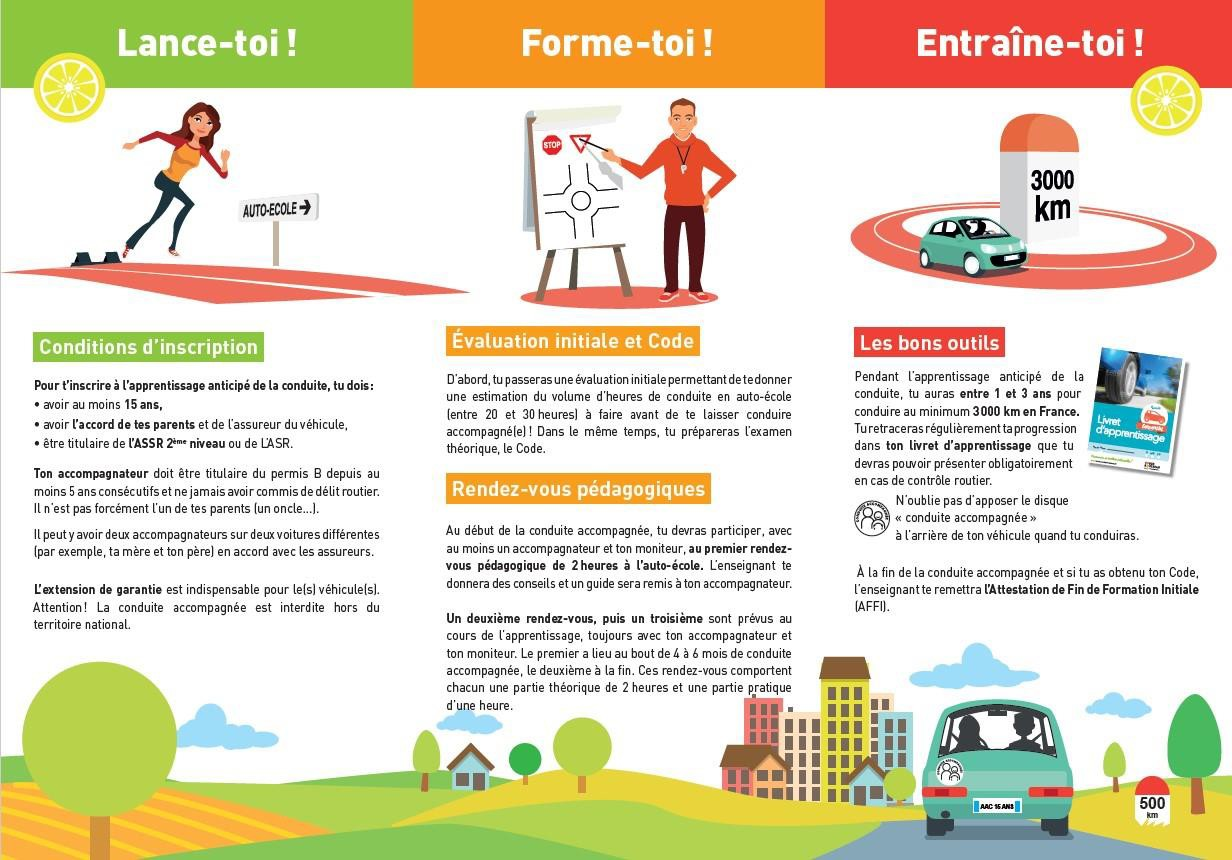 Lance-toi !
AUTO-ECOLE
Conditions d'inscription
Pour t'inscrire à l'apprentissage anticipé de la conduite, tu dois :
• avoir au moins 15 ans,
• avoir l'accord de tes parents et de l'assureur du véhicule,
• être titulaire de l'ASSR 2ème niveau ou de L'ASR.
Ton accompagnateur doit être titulaire du permis B depuis au
moins 5 ans consécutifs et ne jamais avoir commis de délit routier.
Il n'est pas forcément l'un de tes parents (un oncle...).
Il peut y avoir deux accompagnateurs sur deux voitures différentes
(par exemple, ta mère et ton père) en accord avec les assureurs.
L'extension de garantie est indispensable pour le(s) véhicule(s).
Attention ! La conduite accompagnée est interdite hors du
territoire national.
Forme-toi !
STOP
Évaluation initiale et Code
D'abord, tu passeras une évaluation initiale permettant de te donner
une estimation du volume d'heures de conduite en auto-école
(entre 20 et 30 heures) à faire avant de te laisser conduire
accompagné(e) ! Dans le même temps, tu prépareras l'examen
théorique, le Code.
Rendez-vous pédagogiques
Au début de la conduite accompagnée, tu devras participer, avec
au moins un accompagnateur et ton moniteur, au premier rendez-
vous pédagogique de 2 heures à l'auto-école. L'enseignant te
donnera des conseils et un guide sera remis à ton accompagnateur.
Un deuxième rendez-vous, puis un troisième sont prévus au
cours de l'apprentissage, toujours avec ton accompagnateur et
ton moniteur. Le premier a lieu au bout de 4 à 6 mois de conduite
accompagnée, le deuxième à la fin. Ces rendez-vous comportent
chacun une partie théorique de 2 heures et une partie pratique
d'une heure.
Entraîne-toi !
3000
km
Les bons outils
Pendant l'apprentissage anticipé de la
conduite, tu auras entre 1 et 3 ans pour
conduire au minimum 3000 km en France.
Tu retraceras régulièrement ta progression
dans ton livret d'apprentissage que tu
devras pouvoir présenter obligatoirement
en cas de contrôle routier.
Livret
d'apprentissage
N'oublie pas d'apposer le disque
« conduite accompagnée »
à l'arrière de ton véhicule quand tu conduiras.
À la fin de la conduite accompagnée et si tu as obtenu ton Code,
l'enseignant te remettra l'Attestation de Fin de Formation Initiale
(AFFI).
AAC 15 ANS
500
km